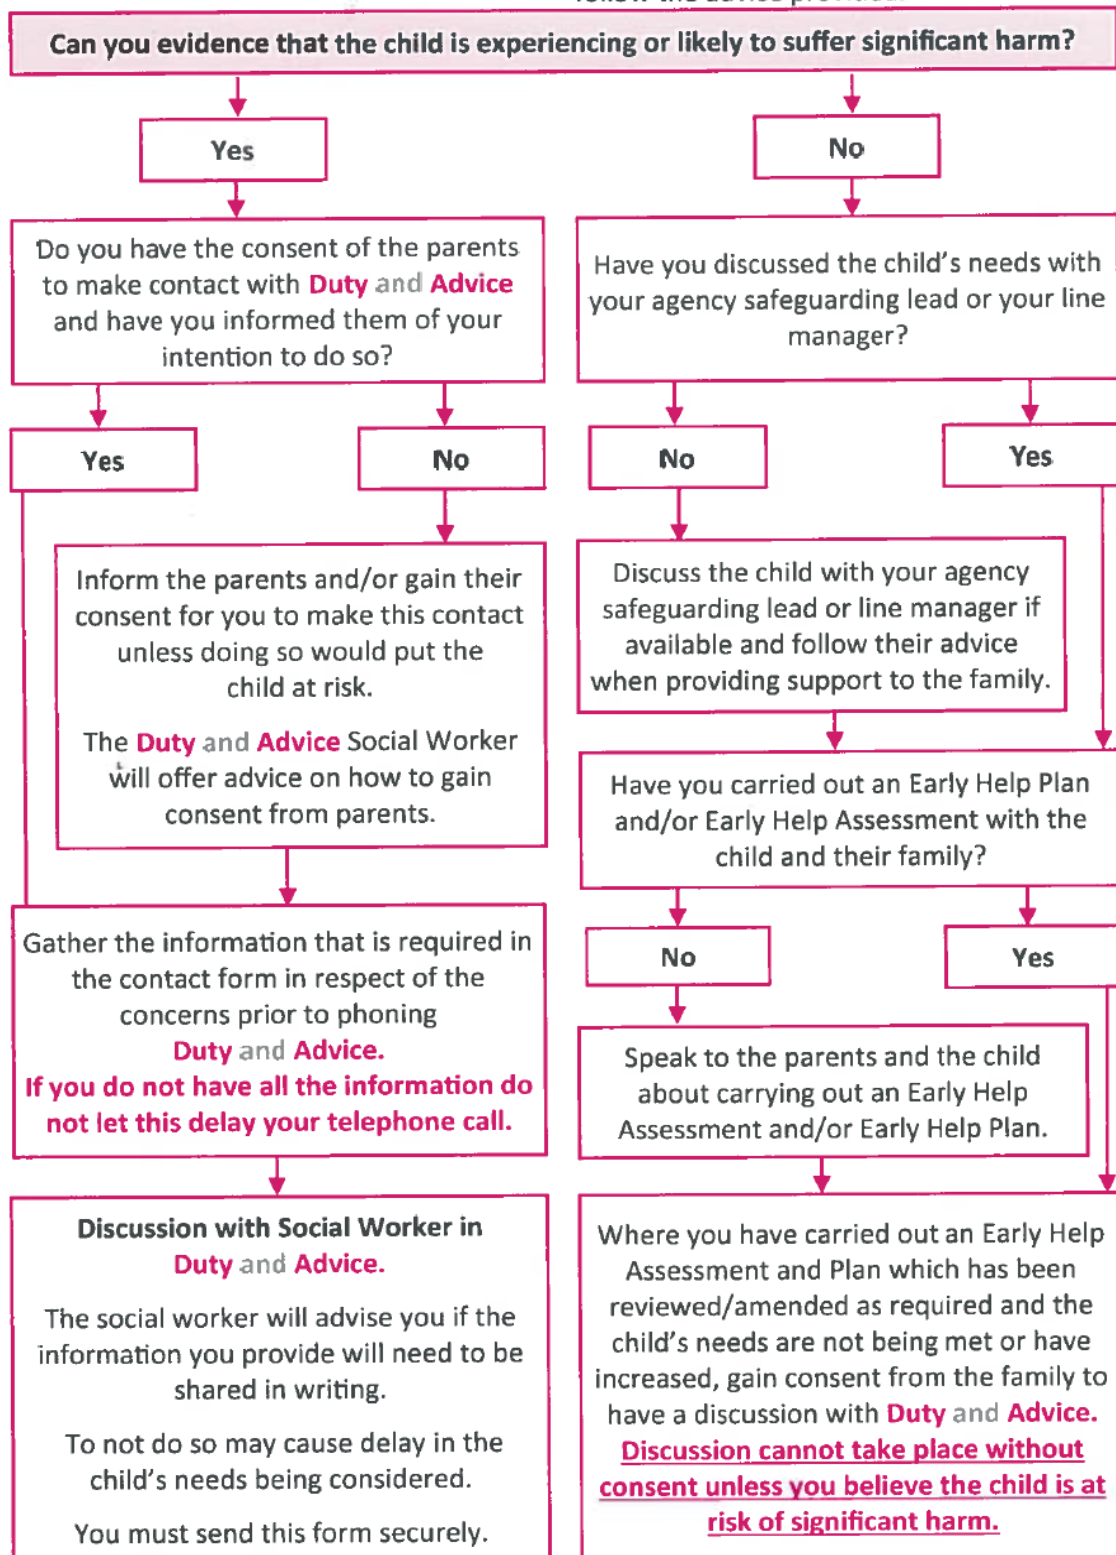 follow the advice provided.
Can you evidence that the child is experiencing or likely to suffer significant harm?
Yes
No
Do you have the consent of the parents
to make contact with Duty and Advice
and have you informed them of your
intention to do so?
Have you discussed the child's needs with
your agency safeguarding lead or your line
manager?
Yes
No
No
Yes
Inform the parents and/or gain their
consent for you to make this contact
unless doing so would put the
child at risk.
The Duty and Advice Social Worker
will offer advice on how to gain
consent from parents.
Discuss the child with your agency
safeguarding lead or line manager if
available and follow their advice
when providing support to the family.
Have you carried out an Early Help Plan
and/or Early Help Assessment with the
child and their family?
Gather the information that is required in
the contact form in respect of the
concerns prior to phoning
Duty and Advice.
If you do not have all the information do
not let this delay your telephone call.
No
Yes
Speak to the parents and the child
about carrying out an Early Help
Assessment and/or Early Help Plan.
Discussion with Social Worker in
Duty and Advice.
The social worker will advise you if the
information you provide will need to be
shared in writing.
To not do so may cause delay in the
child's needs being considered.
You must send this form securely.
Where you have carried out an Early Help
Assessment and Plan which has been
reviewed/amended as required and the
child's needs are not being met or have
increased, gain consent from the family to
have a discussion with Duty and Advice.
Discussion cannot take place without
consent unless you believe the child is at
risk of significant harm.